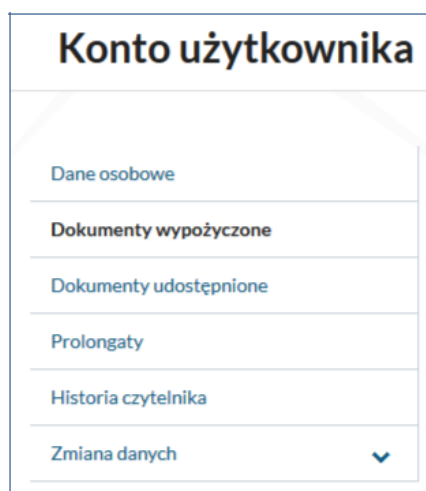 Konto użytkownika
Dane osobowe
Dokumenty wypożyczone
Dokumenty udostępnione
Prolongaty
Historia czytelnika
Zmiana danych